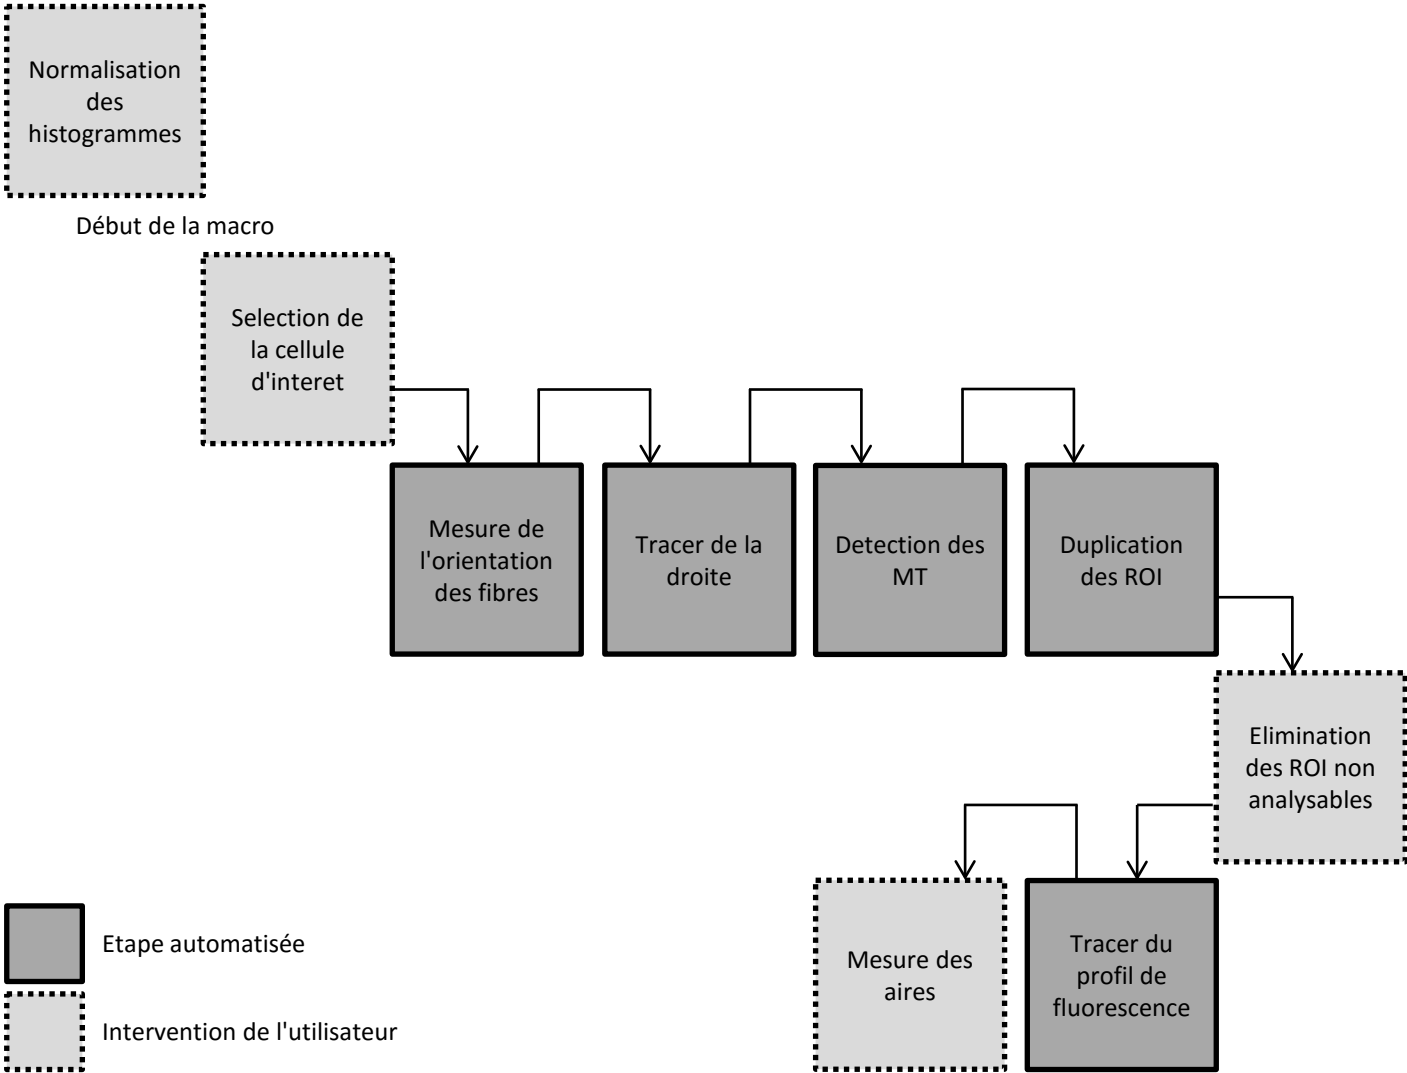 Normalisation
des
histogrammes
Début de la macro
Selection de
la cellule
d'interet
Mesure de
l'orientation
des fibres
Tracer de la
droite
Detection des
MT
Duplication
des ROI
Elimination
des ROI non
analysables
Tracer du
profil de
fluorescence
Mesure des
aires
Etape automatisée
Intervention de l'utilisateur